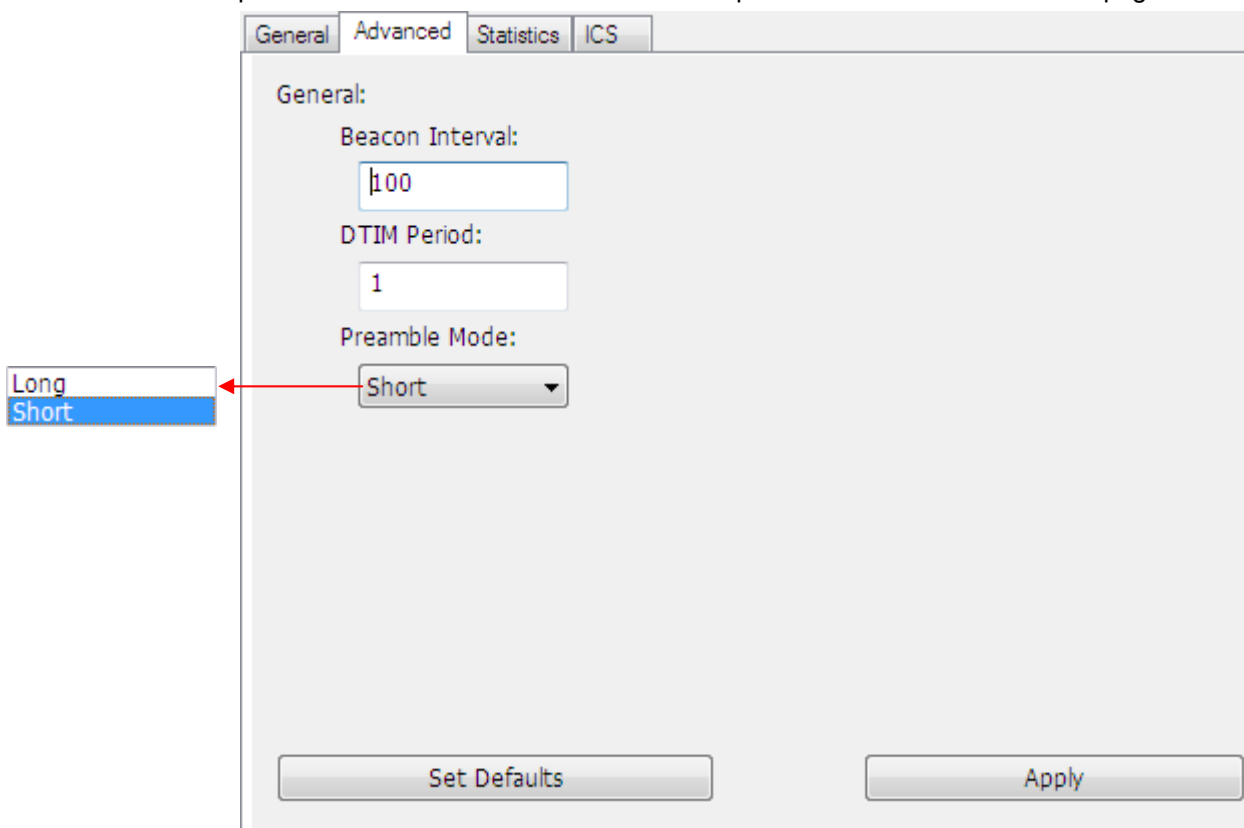 General Advanced Statistics ICS
General:
Beacon Interval:
100
DTIM Period:
1
Preamble Mode:
Short
Long
Short
Set Defaults Apply